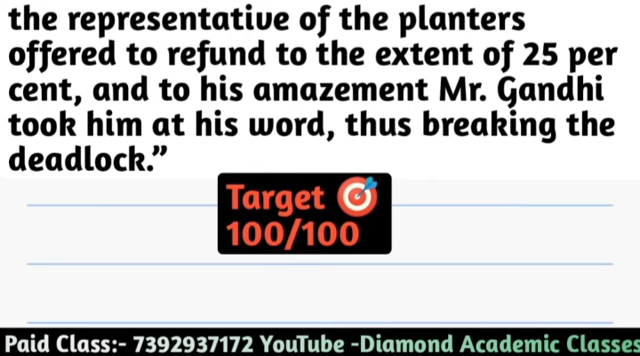 the representative of the planters
offered to refund to the extent of 25 per
cent, and to his amazement Mr. Gandhi
took him at his word, thus breaking the
deadlock.”
Target 🎯
100/100
Paid Class:- 7392937172 YouTube -Diamond Academic Classes